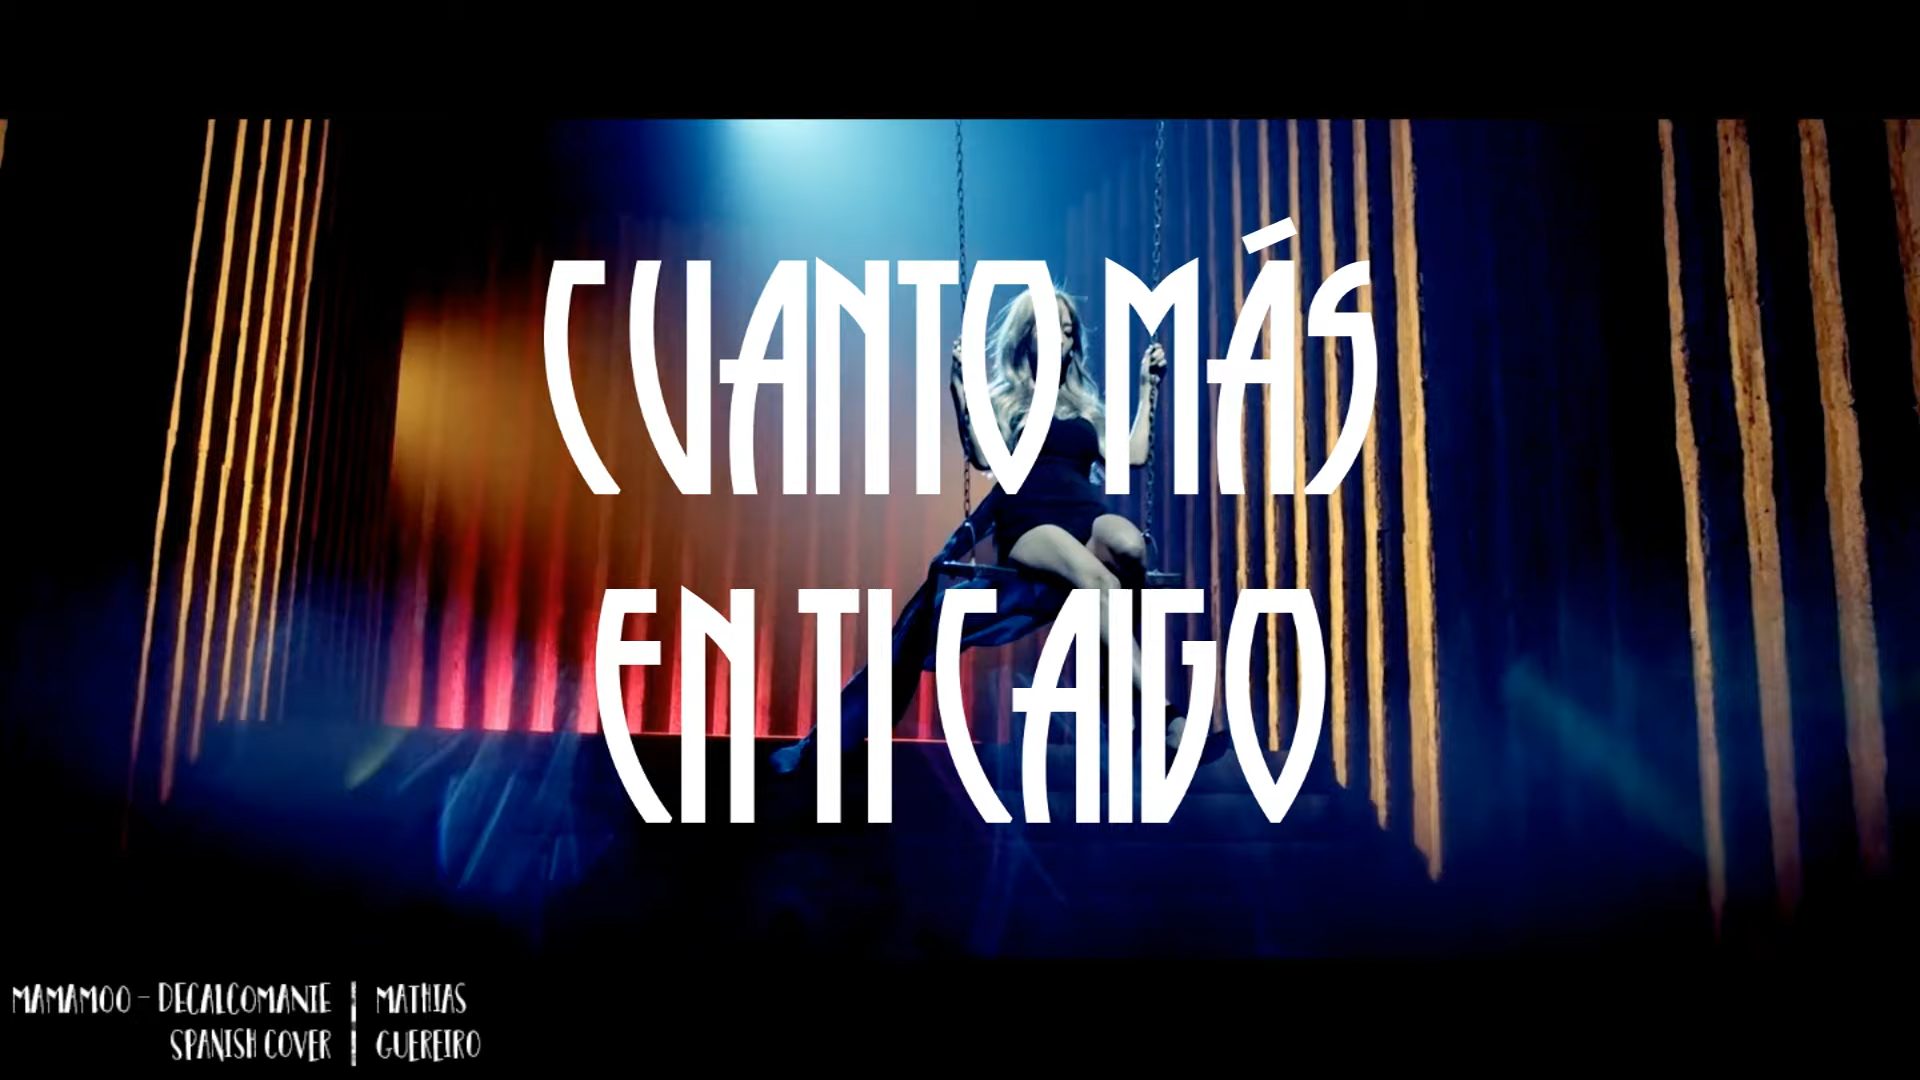 CUANTO MÁS
EN TI CAIGO
MAMAMOO - DECALCOMANIE | MATHIAS
SPANISH COVER | GUEREIRO